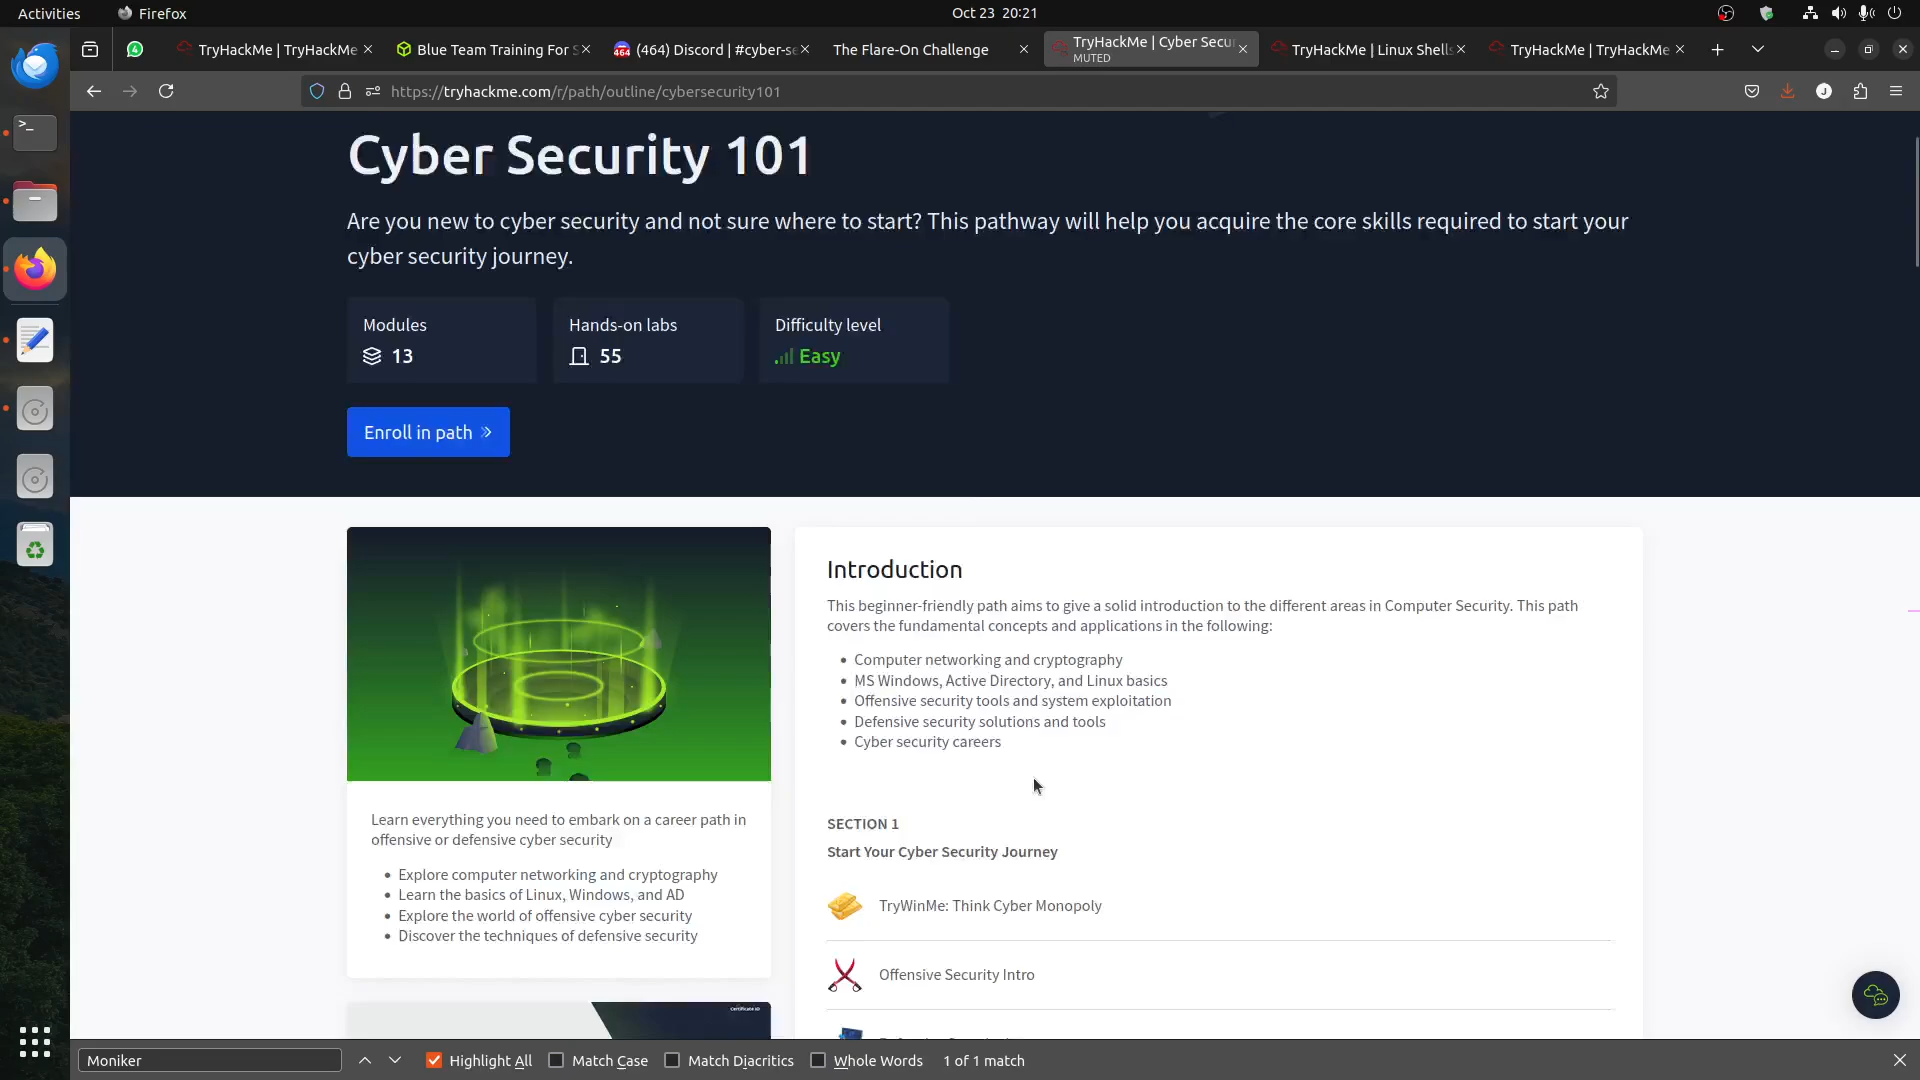 Activities
Firefox
Oct 23 20:21
4
TryHackMe | TryHackMe
Blue Team Training For S
464
(464) Discord | #cyber-se
The Flare-On Challenge
TryHackMe | Cyber Secur
MUTED
TryHackMe | Linux Shells
TryHackMe | TryHackMe
https://tryhackme.com/r/path/outline/cybersecurity101
J
Cyber Security 101
Are you new to cyber security and not sure where to start? This pathway will help you acquire the core skills required to start your
cyber security journey.
Modules
13
Hands-on labs
55
Difficulty level
Easy
Enroll in path
Introduction
This beginner-friendly path aims to give a solid introduction to the different areas in Computer Security. This path
covers the fundamental concepts and applications in the following:
• Computer networking and cryptography
• MS Windows, Active Directory, and Linux basics
• Offensive security tools and system exploitation
• Defensive security solutions and tools
• Cyber security careers
Learn everything you need to embark on a career path in
offensive or defensive cyber security
• Explore computer networking and cryptography
• Learn the basics of Linux, Windows, and AD
• Explore the world of offensive cyber security
• Discover the techniques of defensive security
SECTION 1
Start Your Cyber Security Journey
TryWinMe: Think Cyber Monopoly
Offensive Security Intro
Certificate ID
Moniker
Highlight All
Match Case
Match Diacritics
Whole Words
1 of 1 match